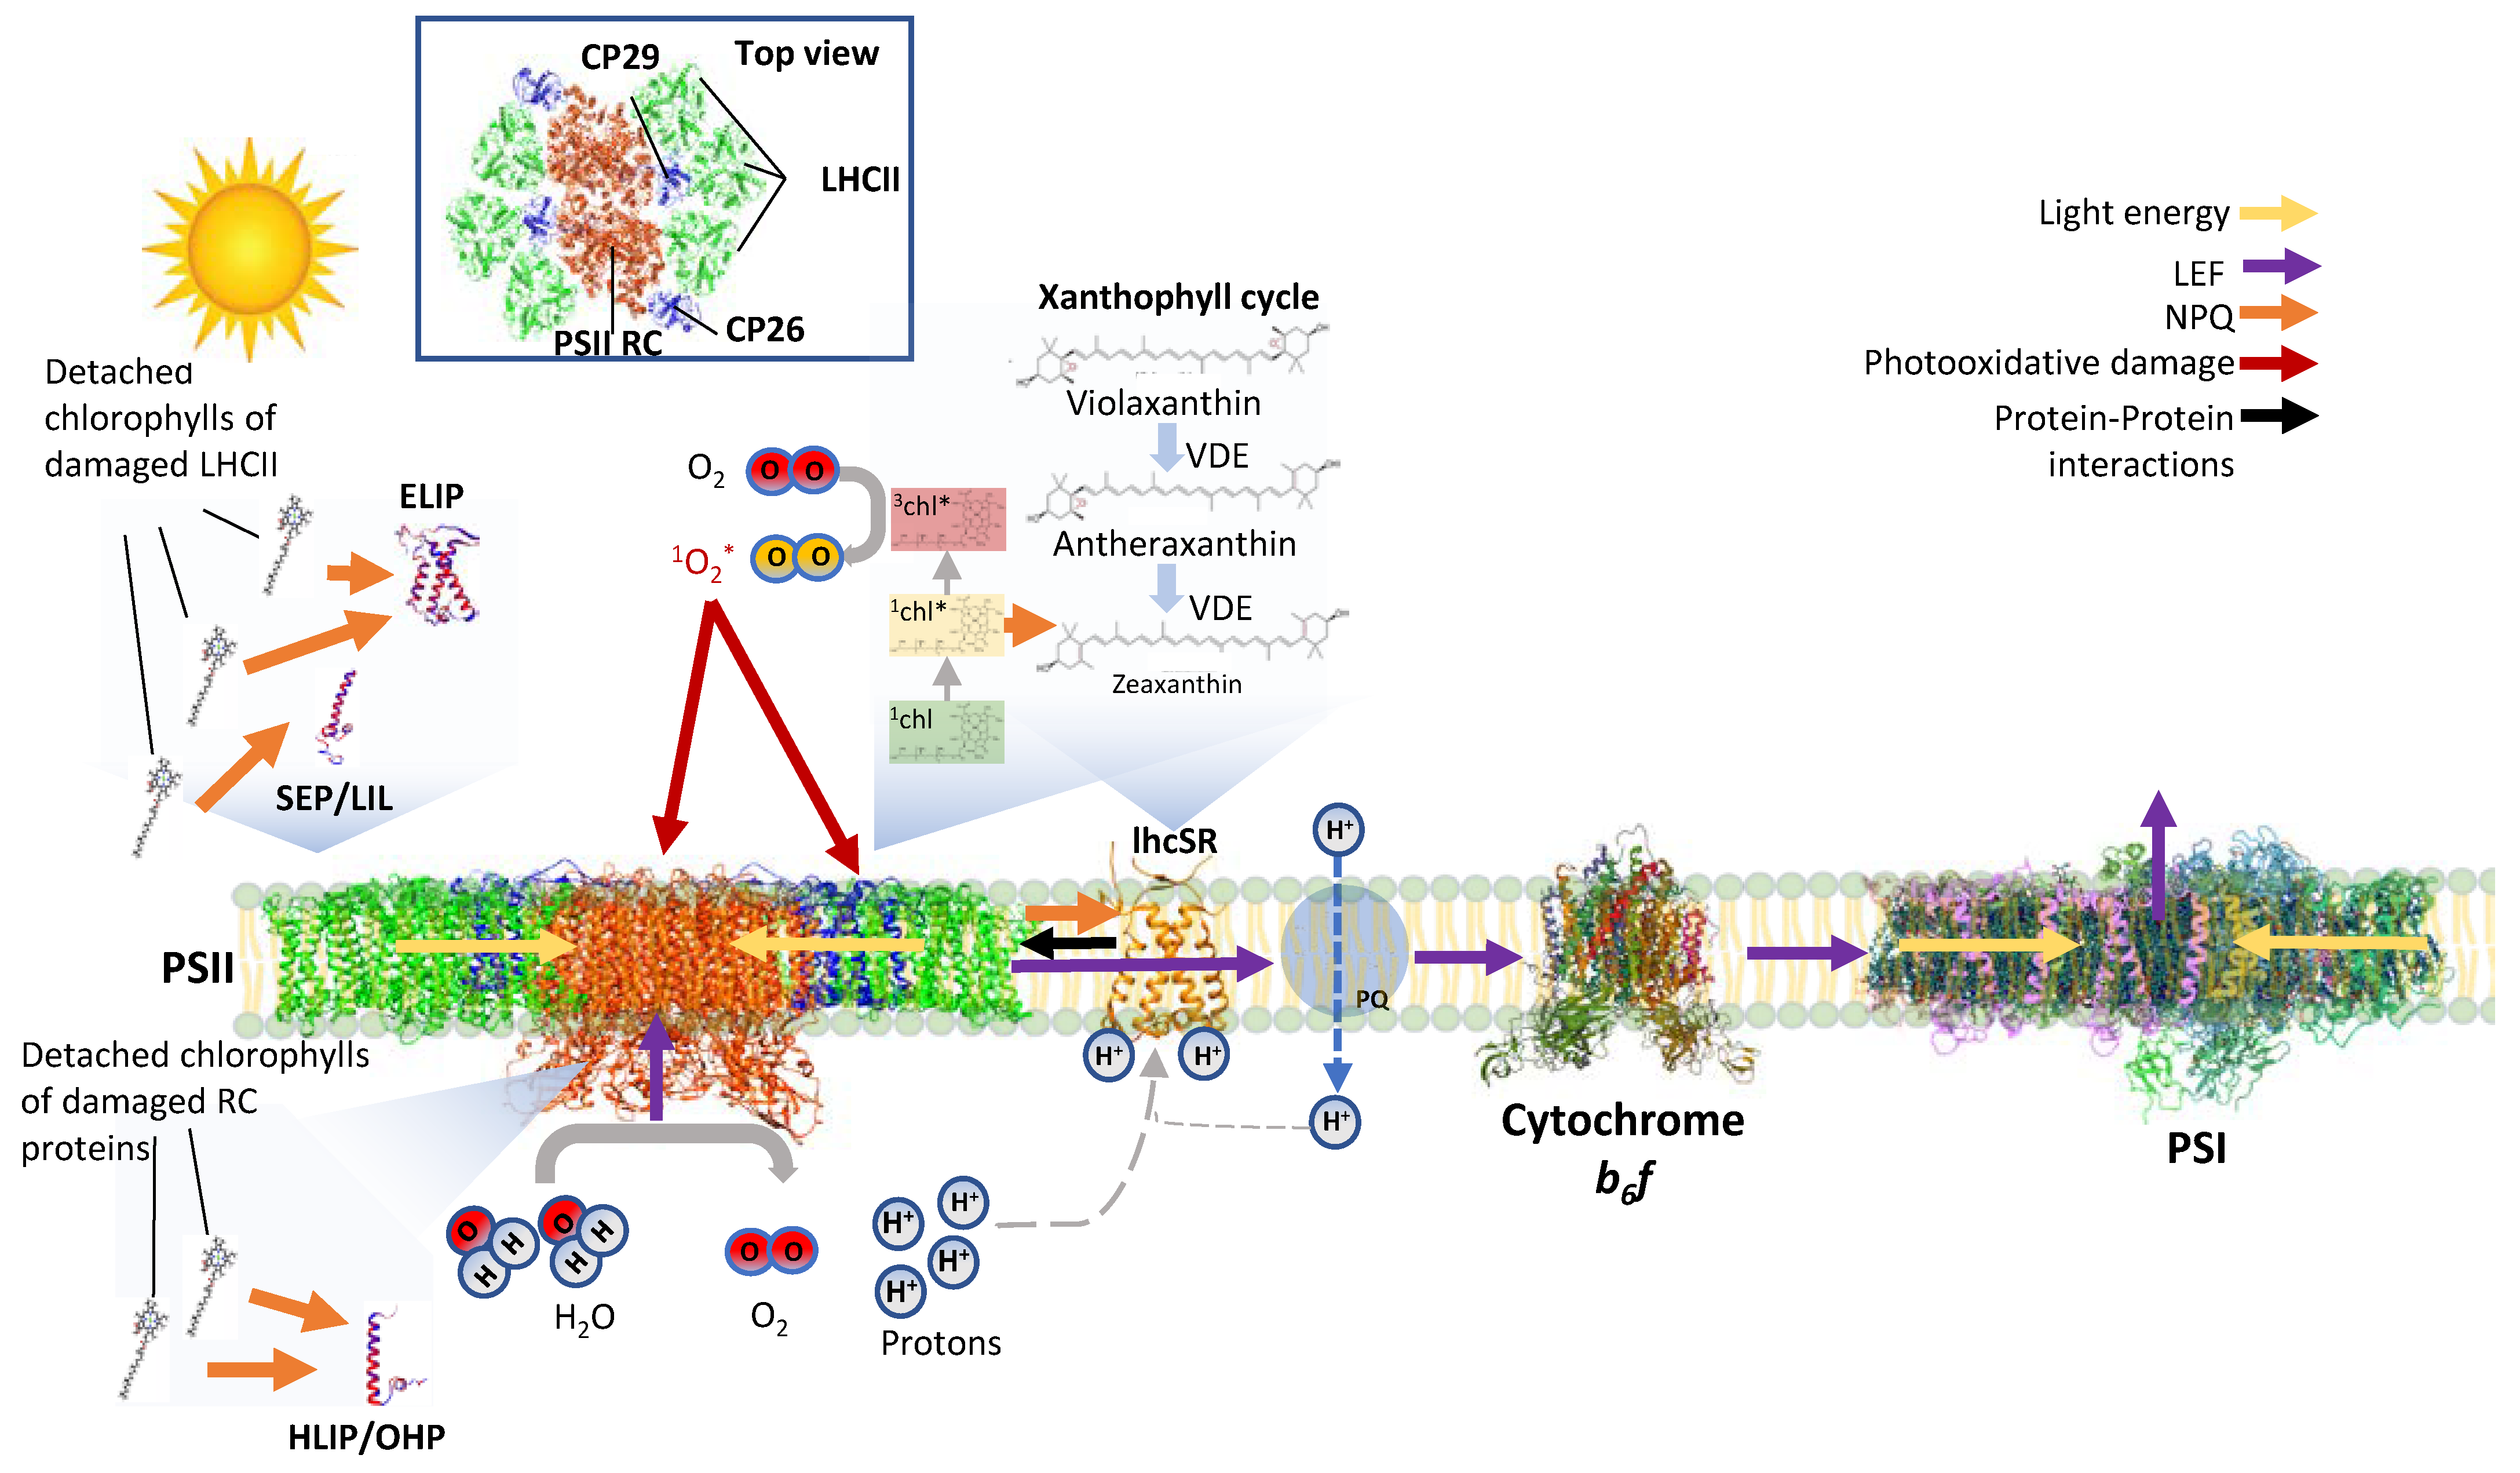 CP29
Top view
LHCII
PSII RC
CP26
Light energy
LEF
NPQ
Photooxidative damage
Protein-Protein
interactions
Xanthophyll cycle
Violaxanthin
VDE
Antheraxanthin
VDE
Zeaxanthin
Detached
chlorophylls of
damaged LHCII
ELIP
SEP/LIL
O2
O O
1O2*
O O
3chl*
1chl*
1chl
lhcSR
H+
PSII
PQ
H+ H+
H+
Cytochrome
b6f
PSI
Detached chlorophylls
of damaged RC
proteins
O H H
O H H
H2O
O O
O2
H+ H+
H+ H+
Protons
HLIP/OHP